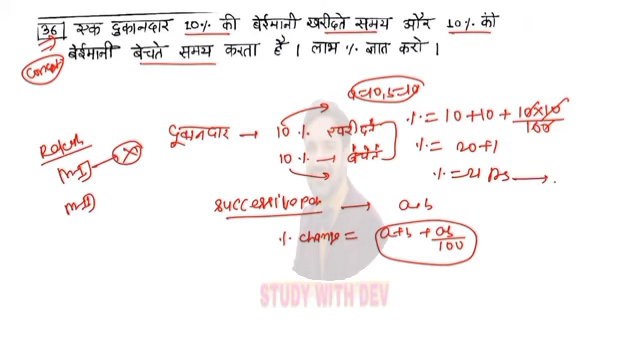 36 एक दुकानदार 10% की बेईमानी खरीदते समय और 10% की
बेईमानी बेचते समय करता है। लाभ % ज्ञात करो।
Concept
a=10, b=10
दुकानदार → 10 % खरीदते
10 % → बेचते
% = 10+10+ 10×10/100
% = 20+1
% = 21 Ans →
M-I
M-II
Successive → a b
% change = a+b + ab/100
STUDY WITH DEV